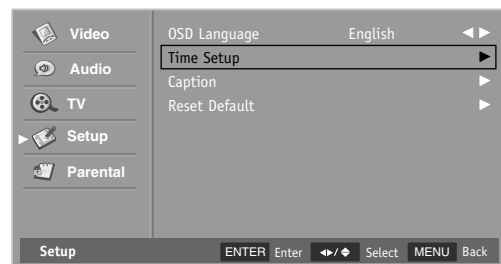 Video
Audio
TV
Setup
Parental
OSD Language English
Time Setup
Caption
Reset Default
Setup ENTER Enter / Select MENU Back